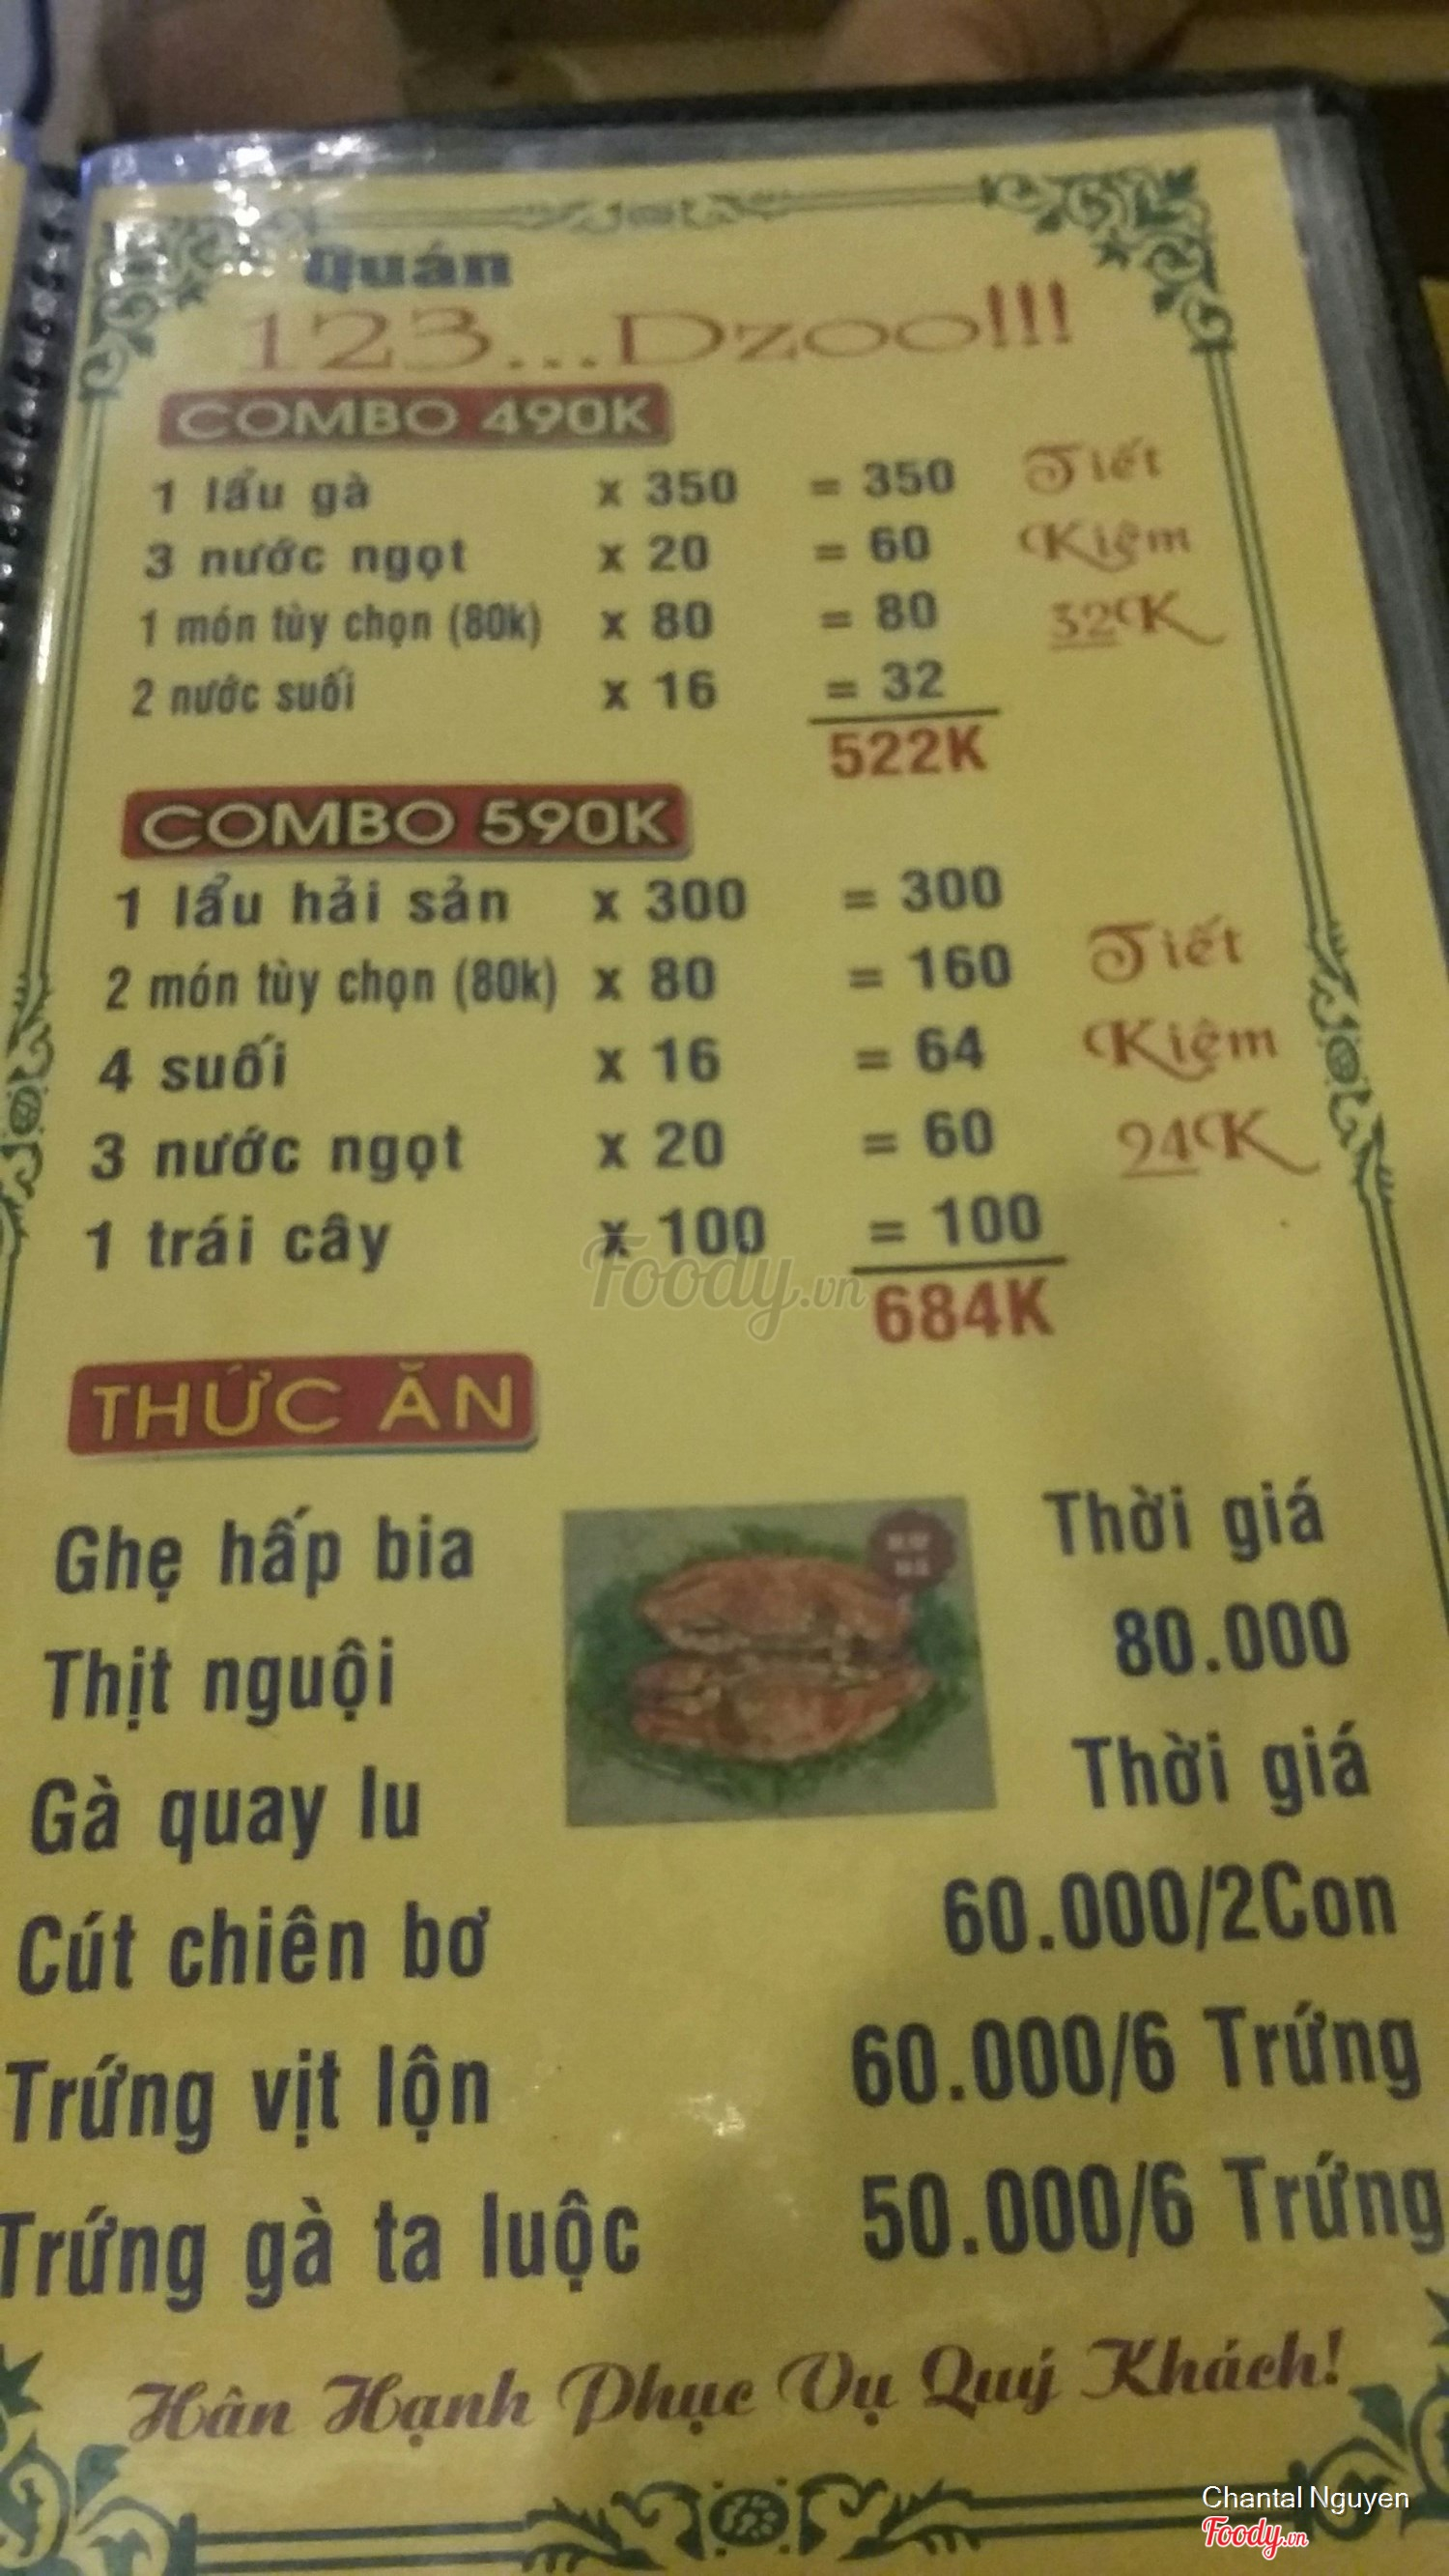 Quán
123...Dzoo!!!
COMBO 490K
1 lẩu gà x 350 = 350 Tiết
3 nước ngọt x 20 = 60 Kiệm
1 món tùy chọn (80k) x 80 = 80 32K
2 nước suối x 16 = 32
522K
COMBO 590K
1 lẩu hải sản x 300 = 300
2 món tùy chọn (80k) x 80 = 160 Tiết
4 suối x 16 = 64 Kiệm
3 nước ngọt x 20 = 60 94K
1 trái cây x 100 = 100
Foody.vn
684K
THỨC ĂN
Ghẹ hấp bia Thời giá
Thịt nguội 80.000
Gà quay lu Thời giá
Cút chiên bơ 60.000/2Con
Trứng vịt lộn 60.000/6 Trứng
Trứng gà ta luộc 50.000/6 Trứng
Hân Hạnh Phục Vụ Quý Khách!
Chantal Nguyen
Foody.vn